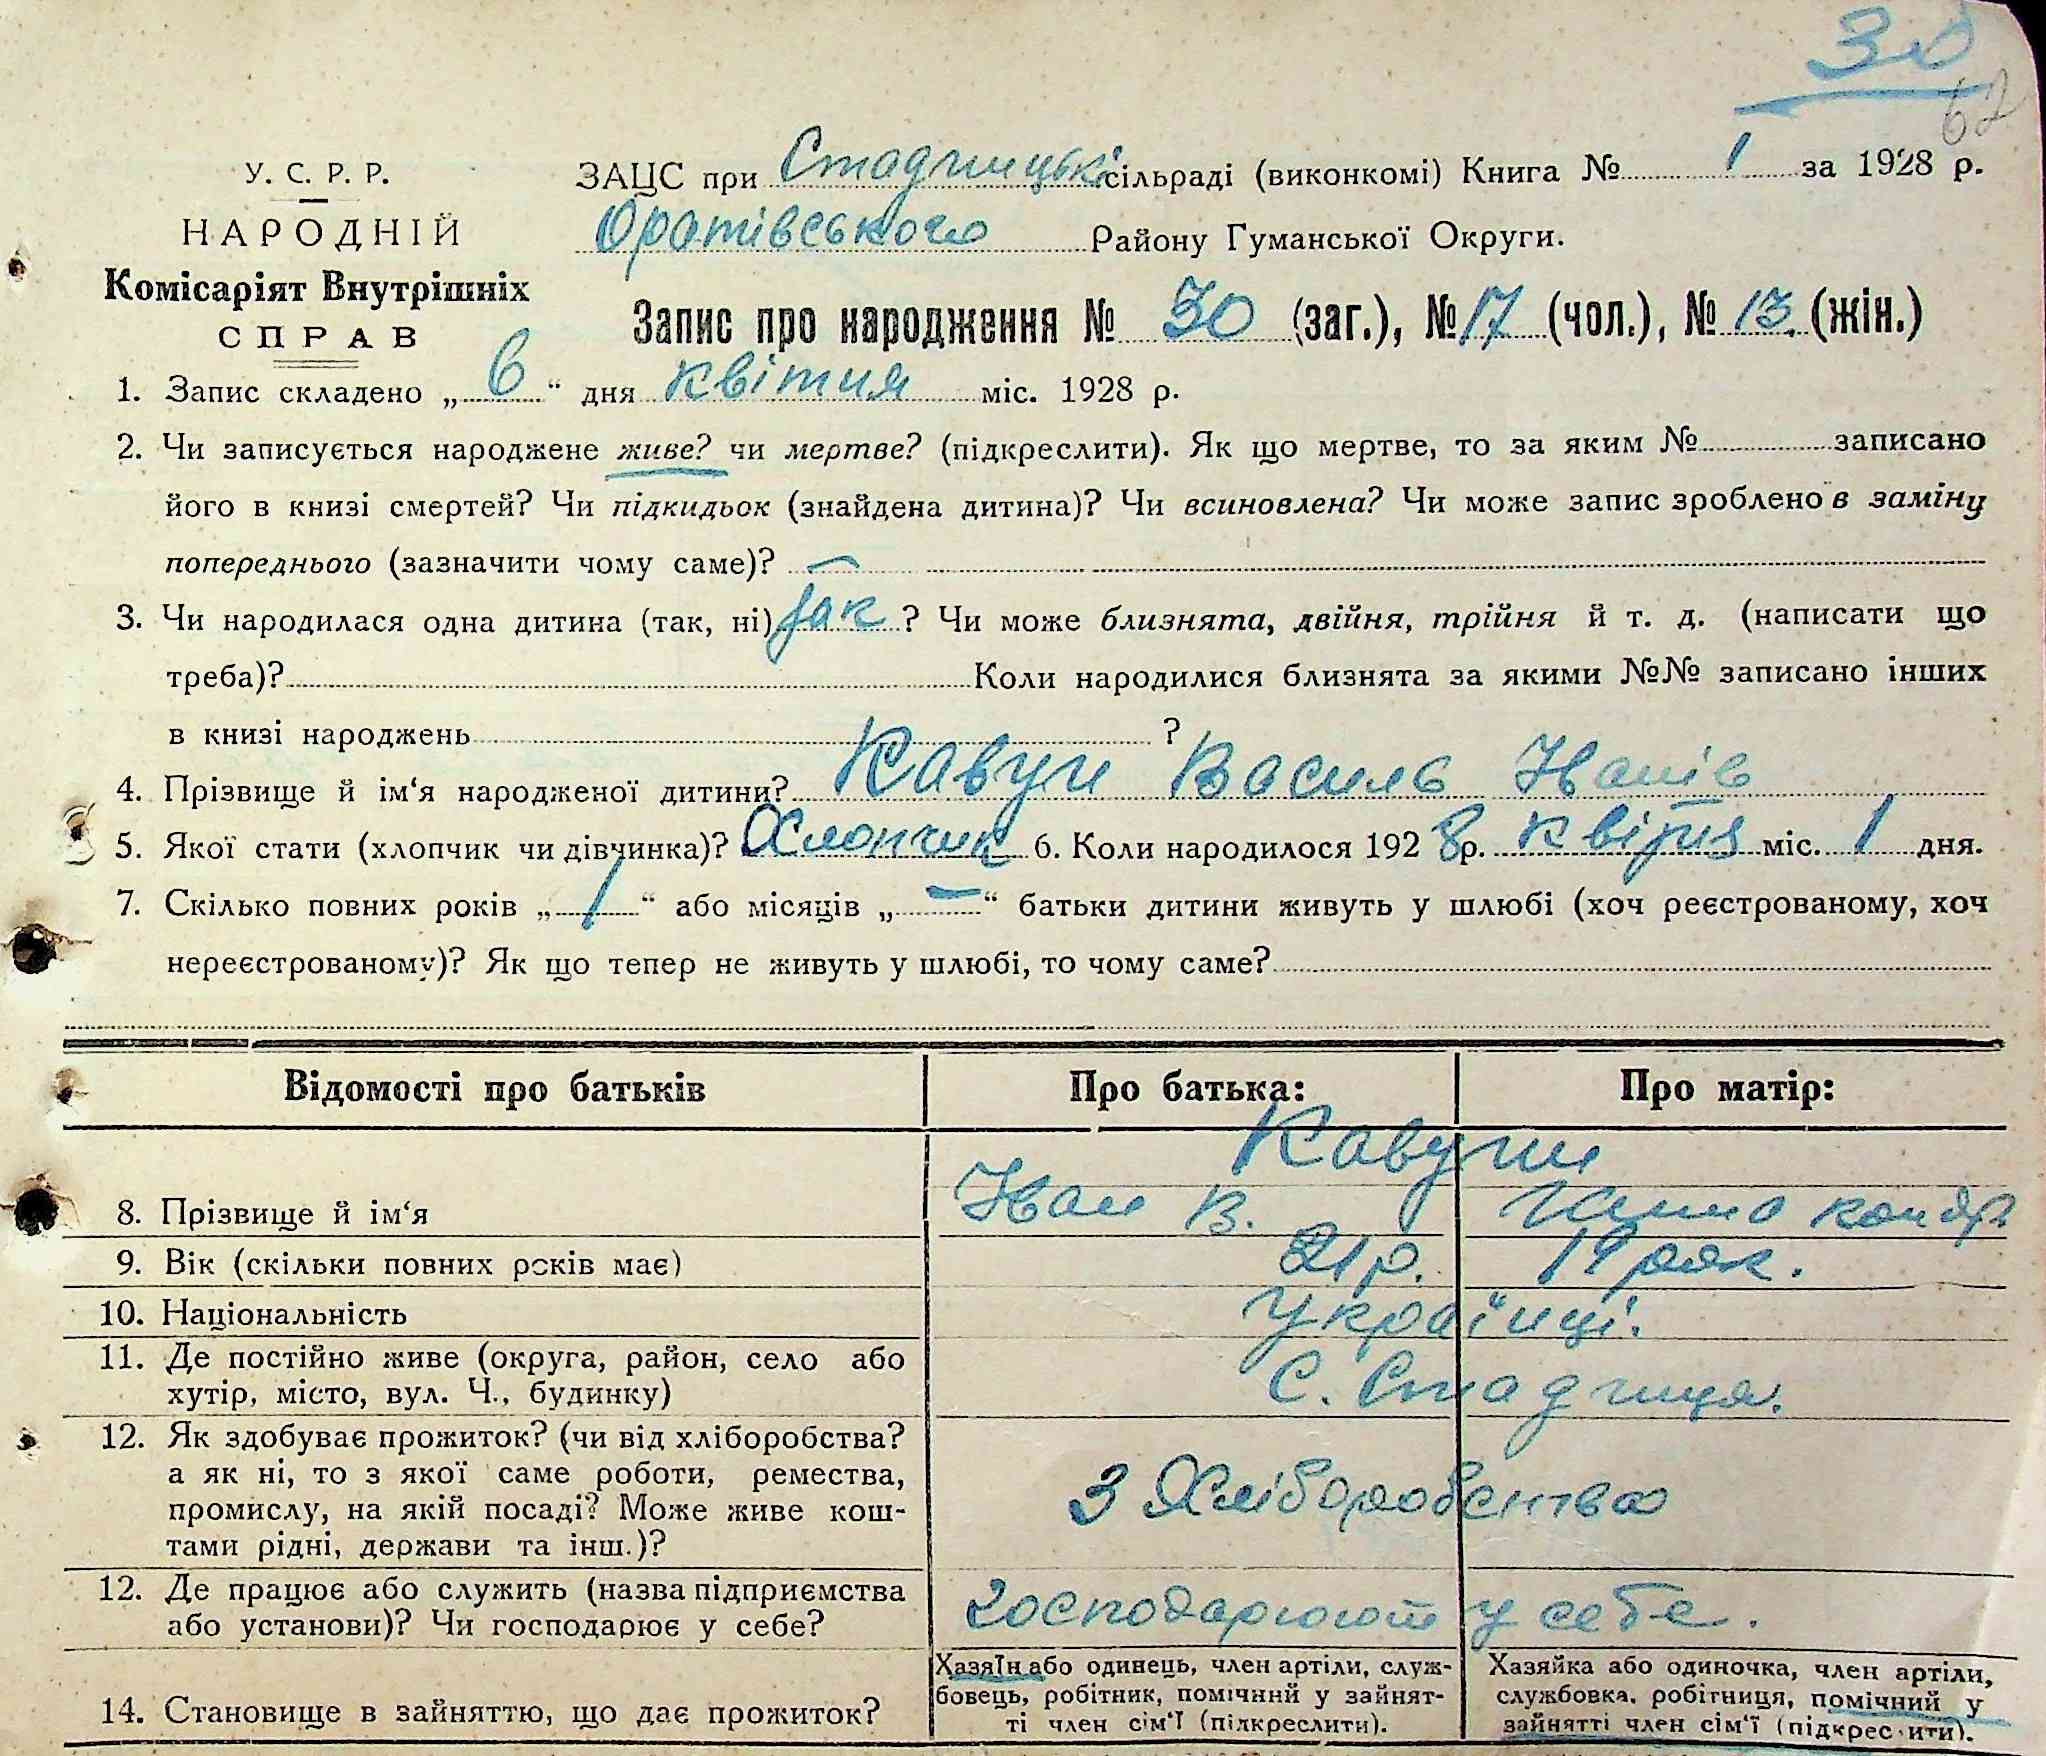 30
62
У. С. Р. Р.
НАРОДНІЙ
Комісаріят Внутрішніх
СПРАВ
ЗАЦС при Стадницькі сільраді (виконкомі) Книга № 1 за 1928 р.
Оратівського Району Гуманської Округи.
Запис про народження № 30 (заг.), № 17 (чол.), № 13. (жін.)
1. Запис складено „ 6 “ дня квітня міс. 1928 р.
2. Чи записується народжене живе? чи мертве? (підкреслити). Як що мертве, то за яким № записано
його в книзі смертей? Чи підкидьок (знайдена дитина)? Чи всиновлена? Чи може запис зроблено в заміну
попереднього (зазначити чому саме)? —
3. Чи народилася одна дитина (так, ні) так ? Чи може близнята, двійня, трійня й т. д. (написати що
треба)? Коли народилися близнята за якими №№ записано інших
в книзі народжень ?
4. Прізвище й ім‘я народженої дитини? Кавун Василь Іванів
5. Якої стати (хлопчик чи дівчинка)? Хлопчик 6. Коли народилося 1928 р. квітня міс. 1 дня.
7. Скілько повних років „ 1 “ або місяців „ — “ батьки дитини живуть у шлюбі (хоч реєстрованому, хоч
нереєстрованому)? Як що тепер не живуть у шлюбі, то чому саме?
Відомості про батьків Про батька: Про матір:
Кавуни
8. Прізвище й ім‘я Іван В. Кондр.
9. Вік (скільки повних років має) 21 р. 19 рок.
10. Національність Українці.
11. Де постійно живе (округа, район, село або
хутір, місто, вул. Ч., будинку) С. Стадниця.
12. Як здобуває прожиток? (чи від хліборобства?
а як ні, то з якої саме роботи, ремества,
промислу, на якій посаді? Може живе кош-
тами рідні, держави та інш.)? З Хліборобства
12. Де працює або служить (назва підприємства
або установи)? Чи господарює у себе? Господарюют у себе.
14. Становище в зайняттю, що дає прожиток?
Хазяїн або одинець, член артіли, служ-
бовець, робітник, помічний у зайнят-
ті член сім‘ї (підкреслити).
Хазяйка або одиночка, член артіли,
службовка, робітниця, помічний у
зайнятті член сім‘ї (підкрес ити).